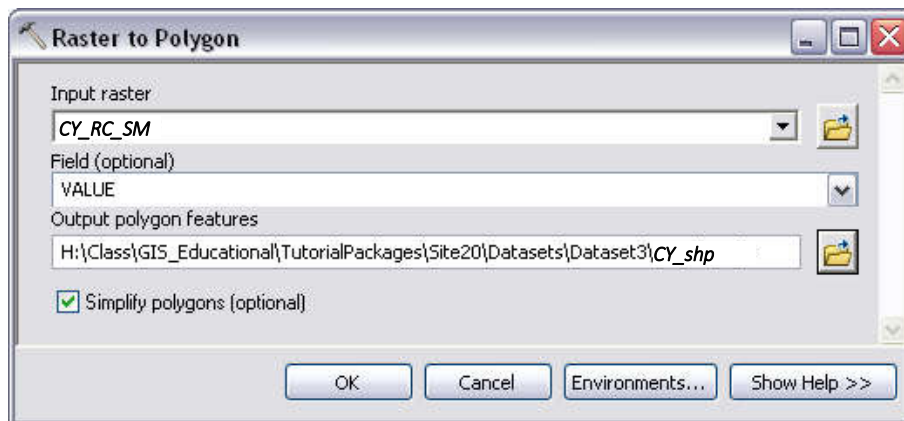 Raster to Polygon
Input raster
CY_RC_SM
Field (optional)
VALUE
Output polygon features
H:\Class\GIS_Educational\TutorialPackages\Site20\Datasets\Dataset3\CY_shp
Simplify polygons (optional)
OK Cancel Environments... Show Help >>